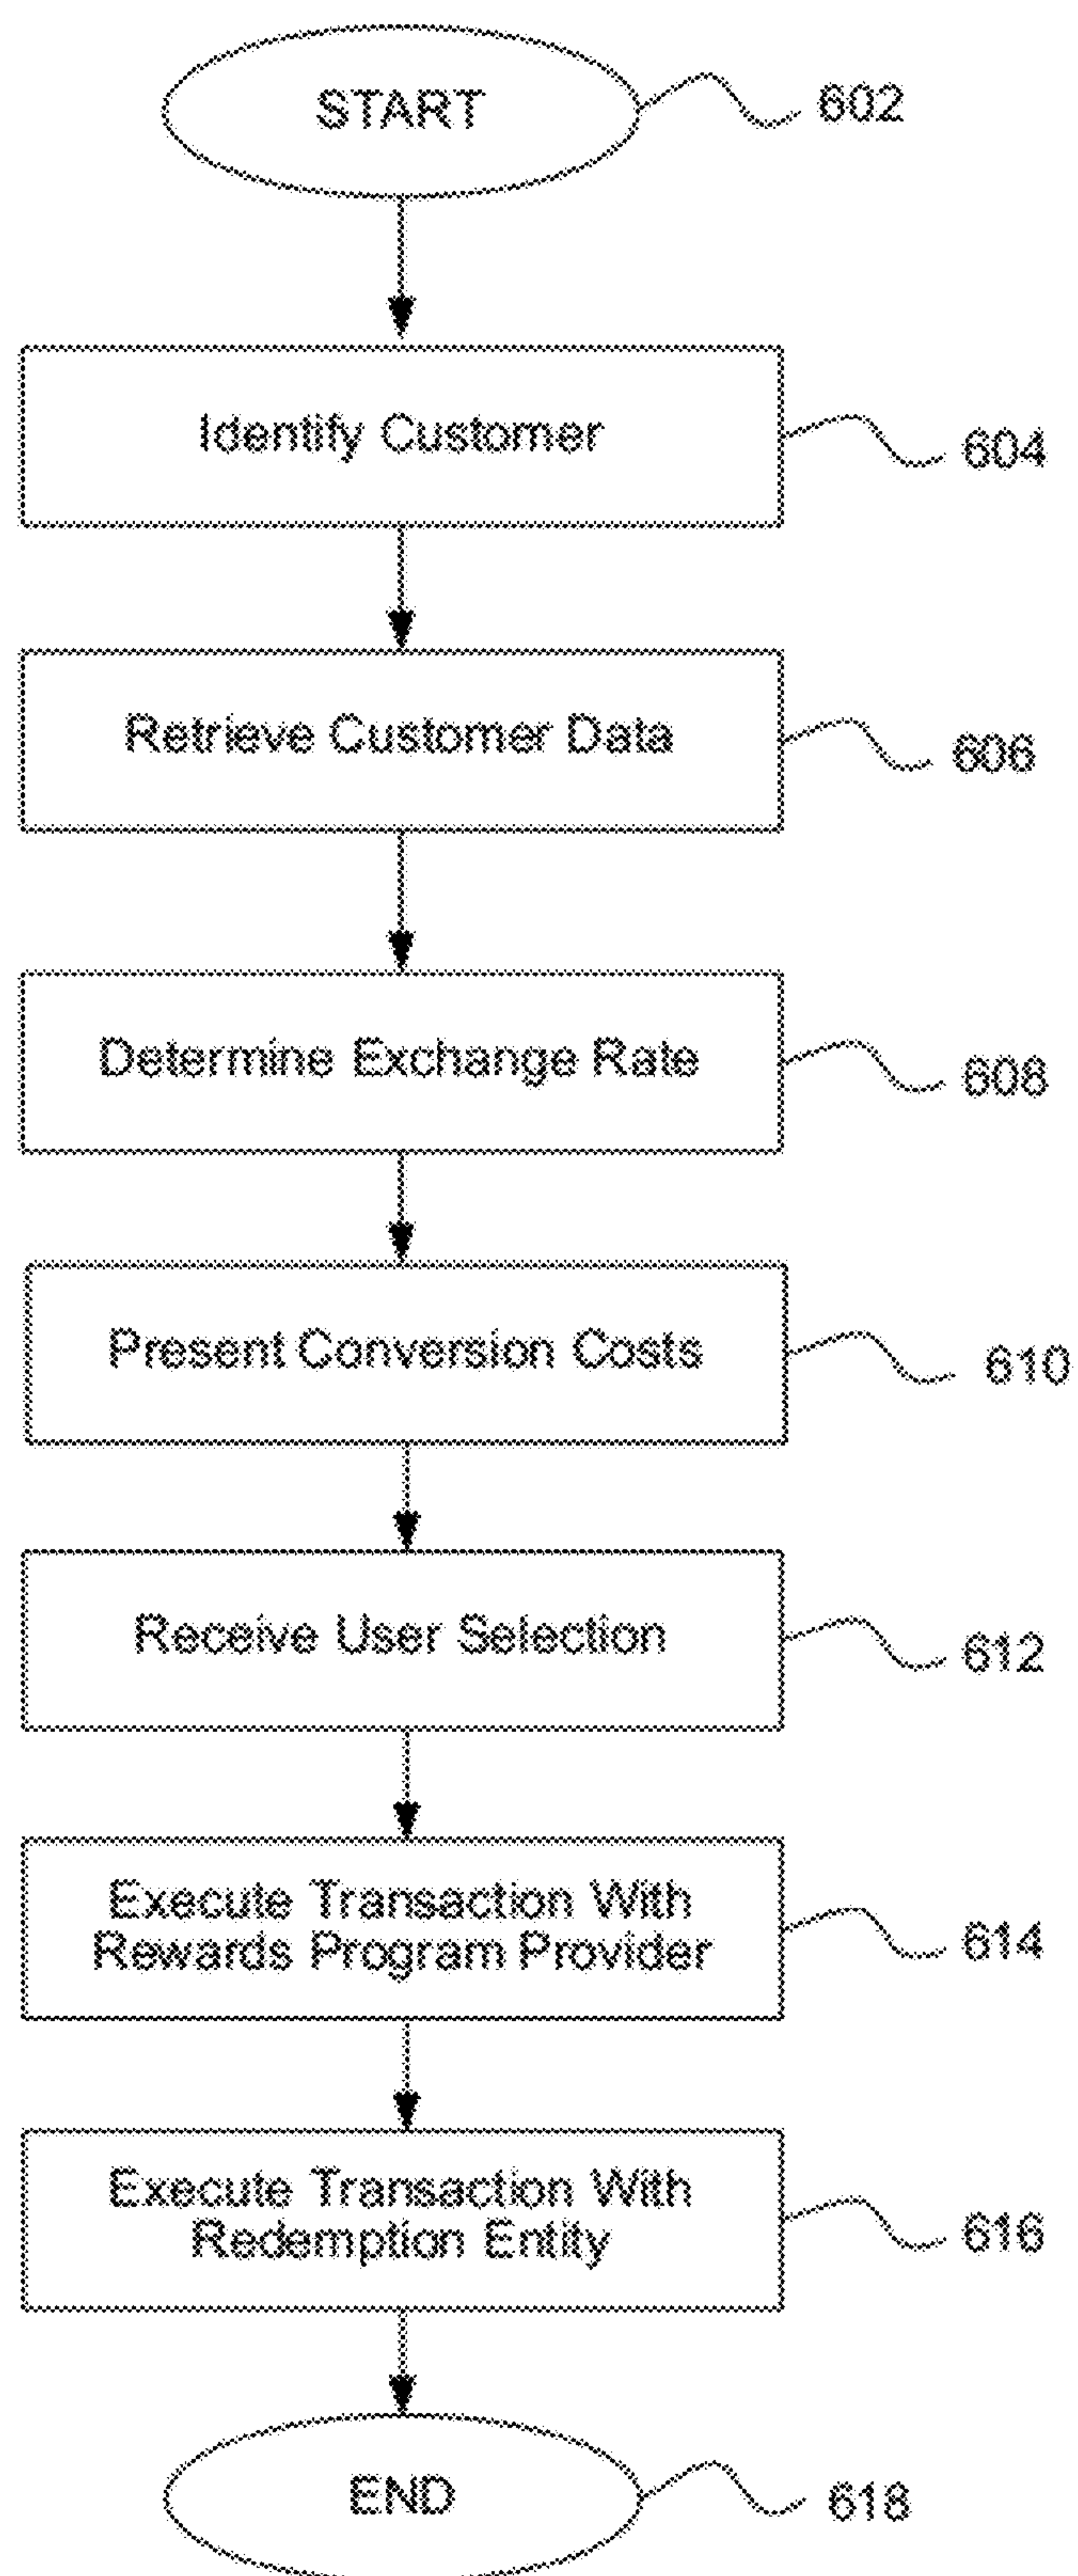 START
602
Identify Customer
604
Retrieve Customer Data
606
Determine Exchange Rate
608
Present Conversion Costs
610
Receive User Selection
612
Execute Transaction With
Rewards Program Provider
614
Execute Transaction With
Redemption Entity
616
END
618